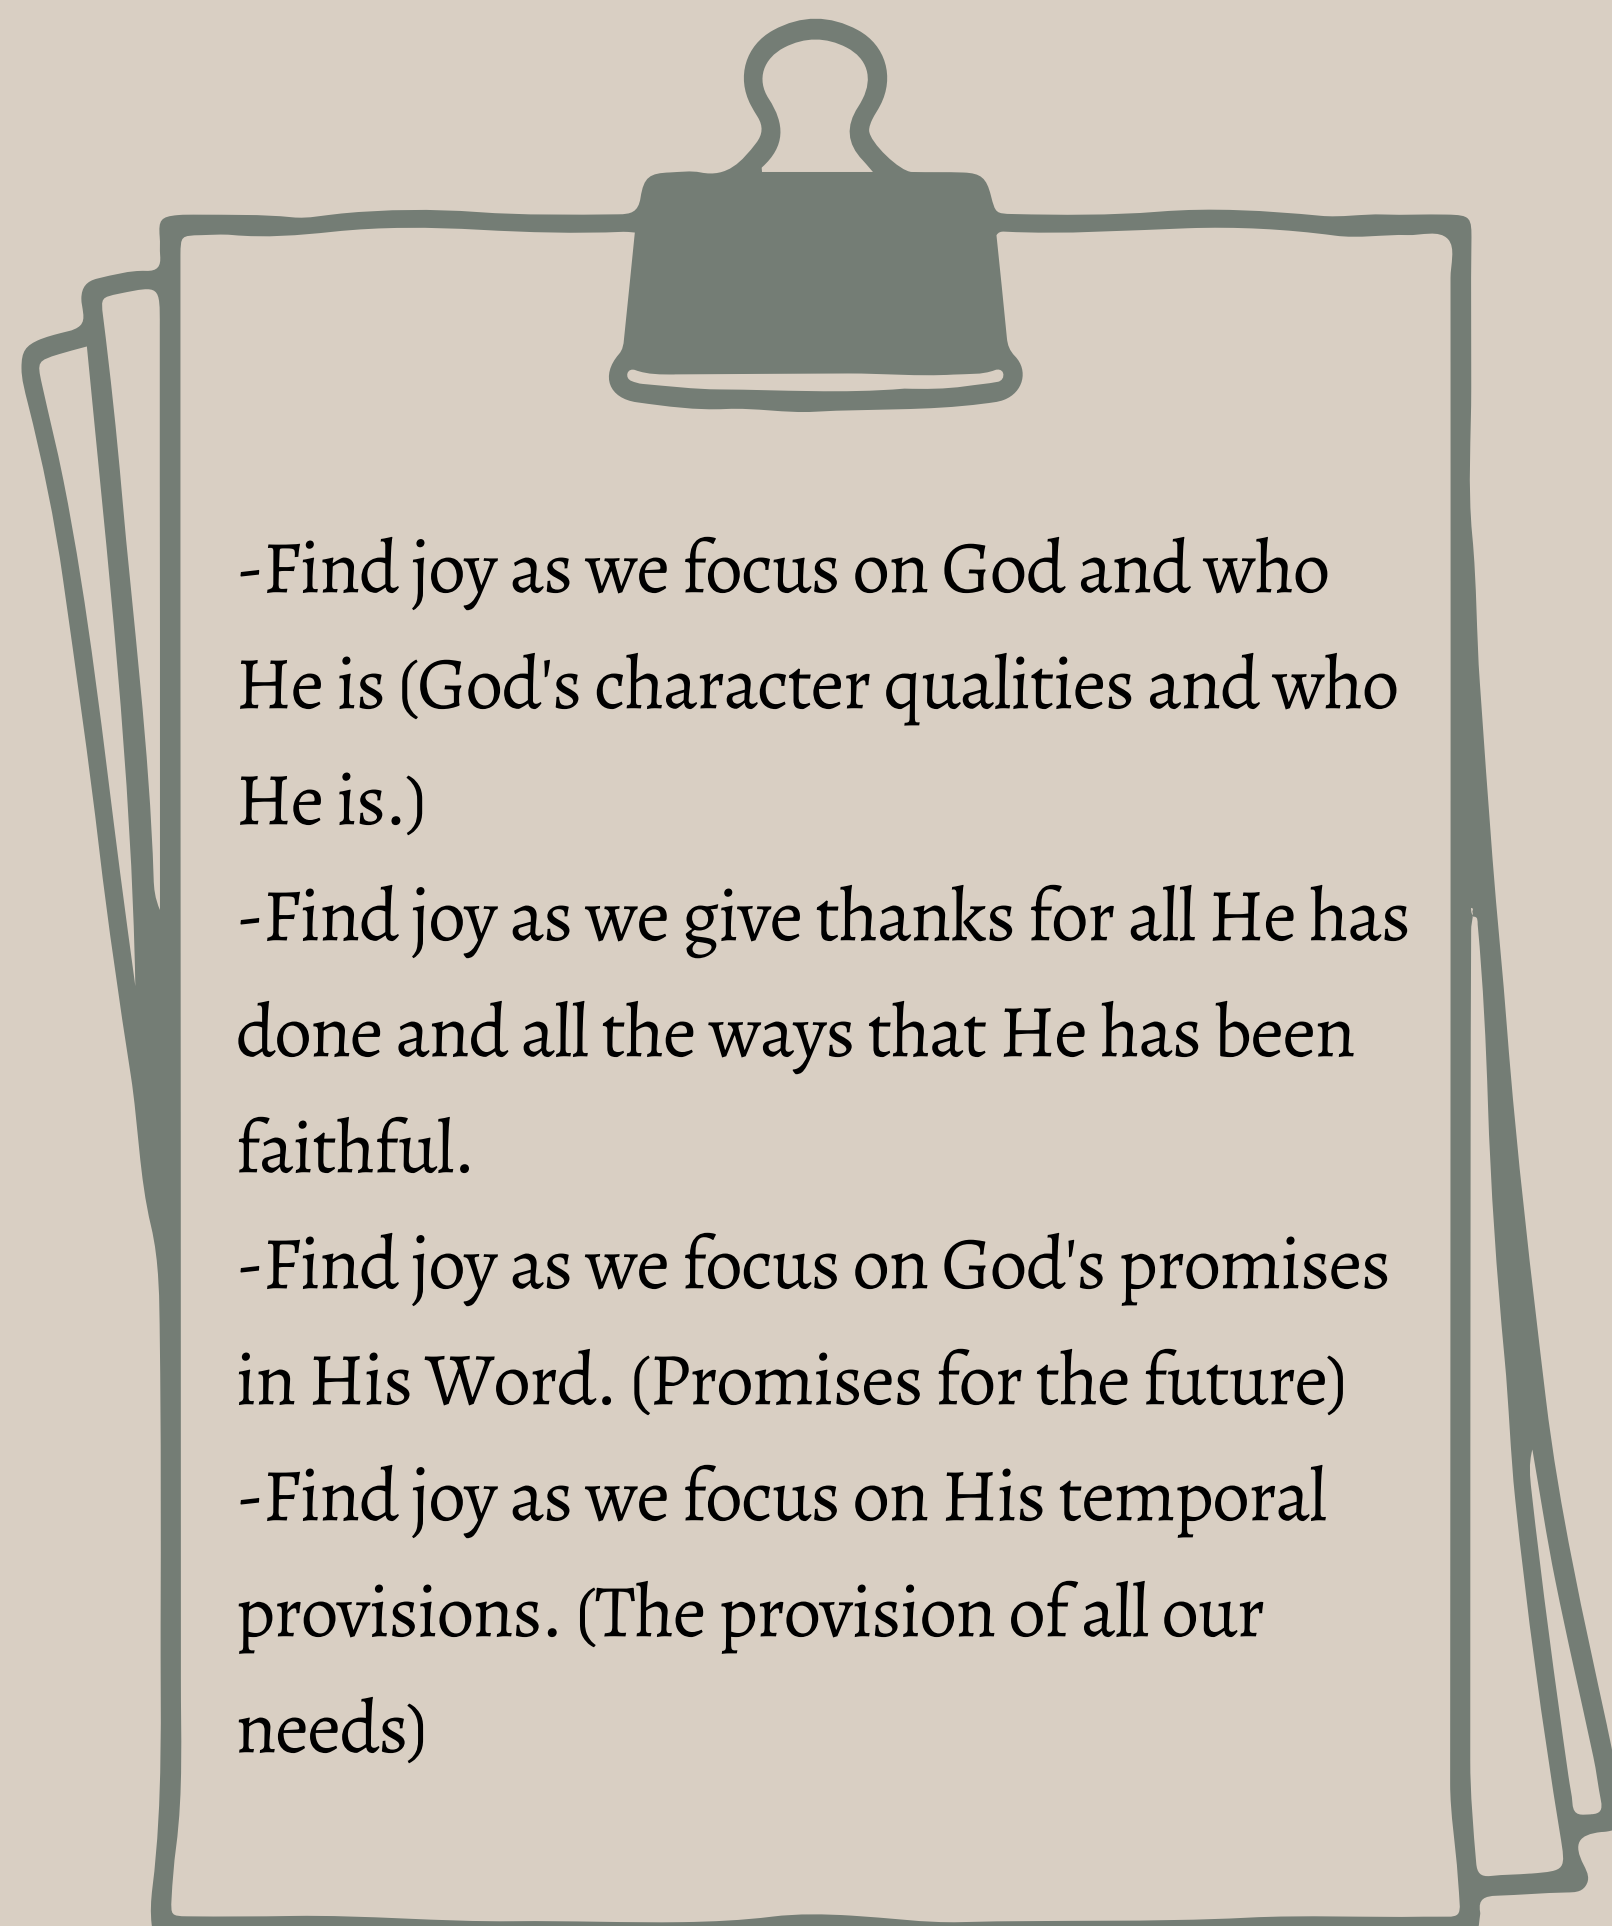 -Find joy as we focus on God and who
He is (God's character qualities and who
He is.)
-Find joy as we give thanks for all He has
done and all the ways that He has been
faithful.
-Find joy as we focus on God's promises
in His Word. (Promises for the future)
-Find joy as we focus on His temporal
provisions. (The provision of all our
needs)